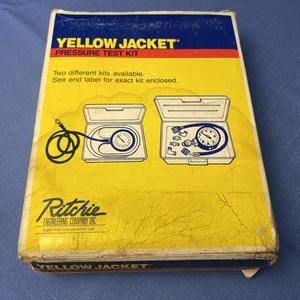 YELLOW JACKET®
PRESSURE TEST KIT
Two different kits available.
See end label for exact kit enclosed.
Ritchie
ENGINEERING COMPANY, INC.
YELLOW JACKET